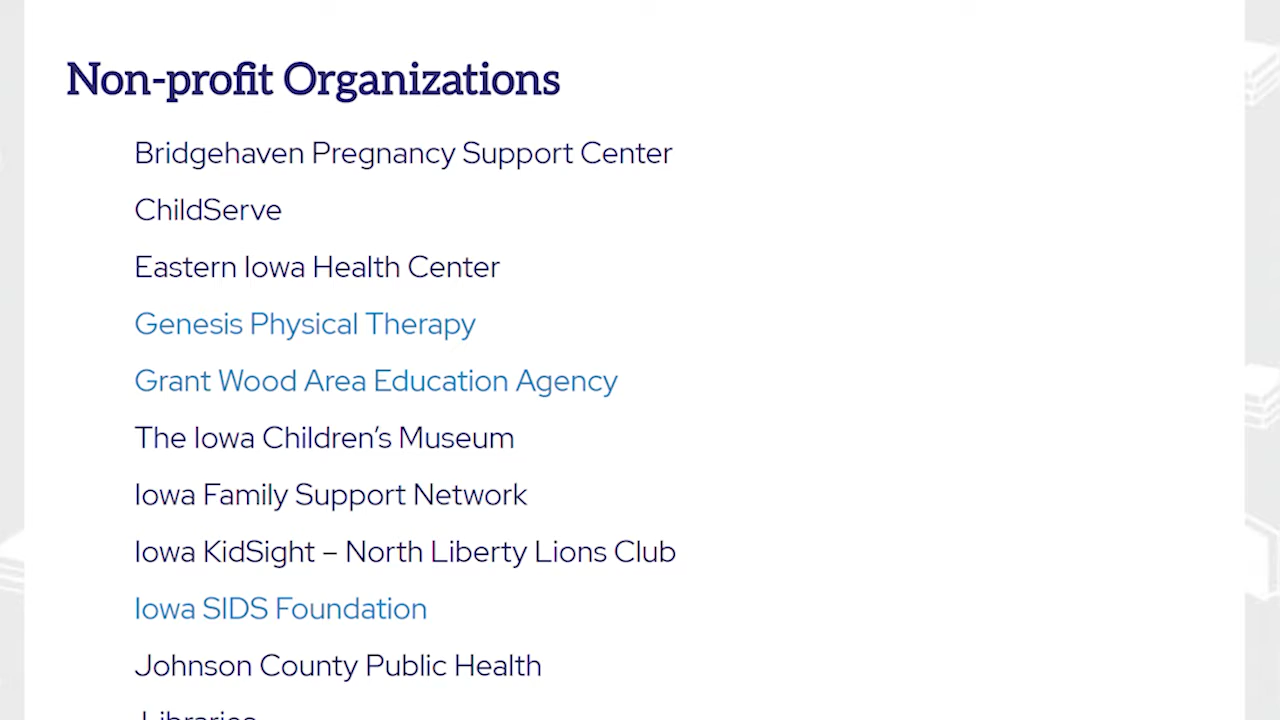 Non-profit Organizations
Bridgehaven Pregnancy Support Center
ChildServe
Eastern Iowa Health Center
Genesis Physical Therapy
Grant Wood Area Education Agency
The Iowa Children’s Museum
Iowa Family Support Network
Iowa KidSight – North Liberty Lions Club
Iowa SIDS Foundation
Johnson County Public Health
Libraries